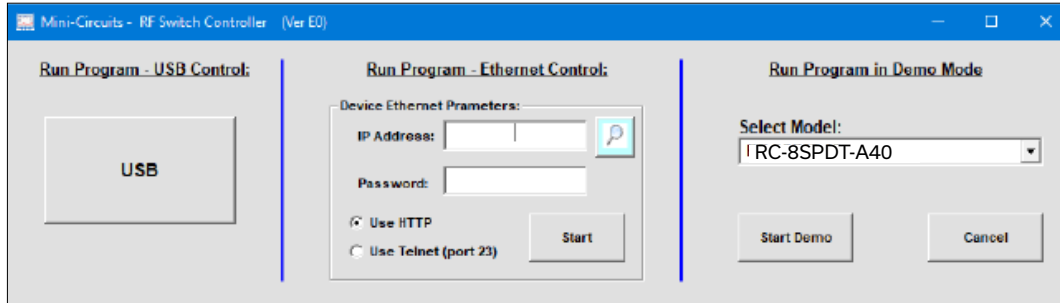 Mini-Circuits - RF Switch Controller (Ver E0)
Run Program - USB Control:
USB
Run Program - Ethernet Control:
Device Ethernet Prameters:
IP Address:
Password:
Use HTTP
Use Telnet (port 23)
Start
Run Program in Demo Mode
Select Model:
RC-8SPDT-A40
Start Demo
Cancel